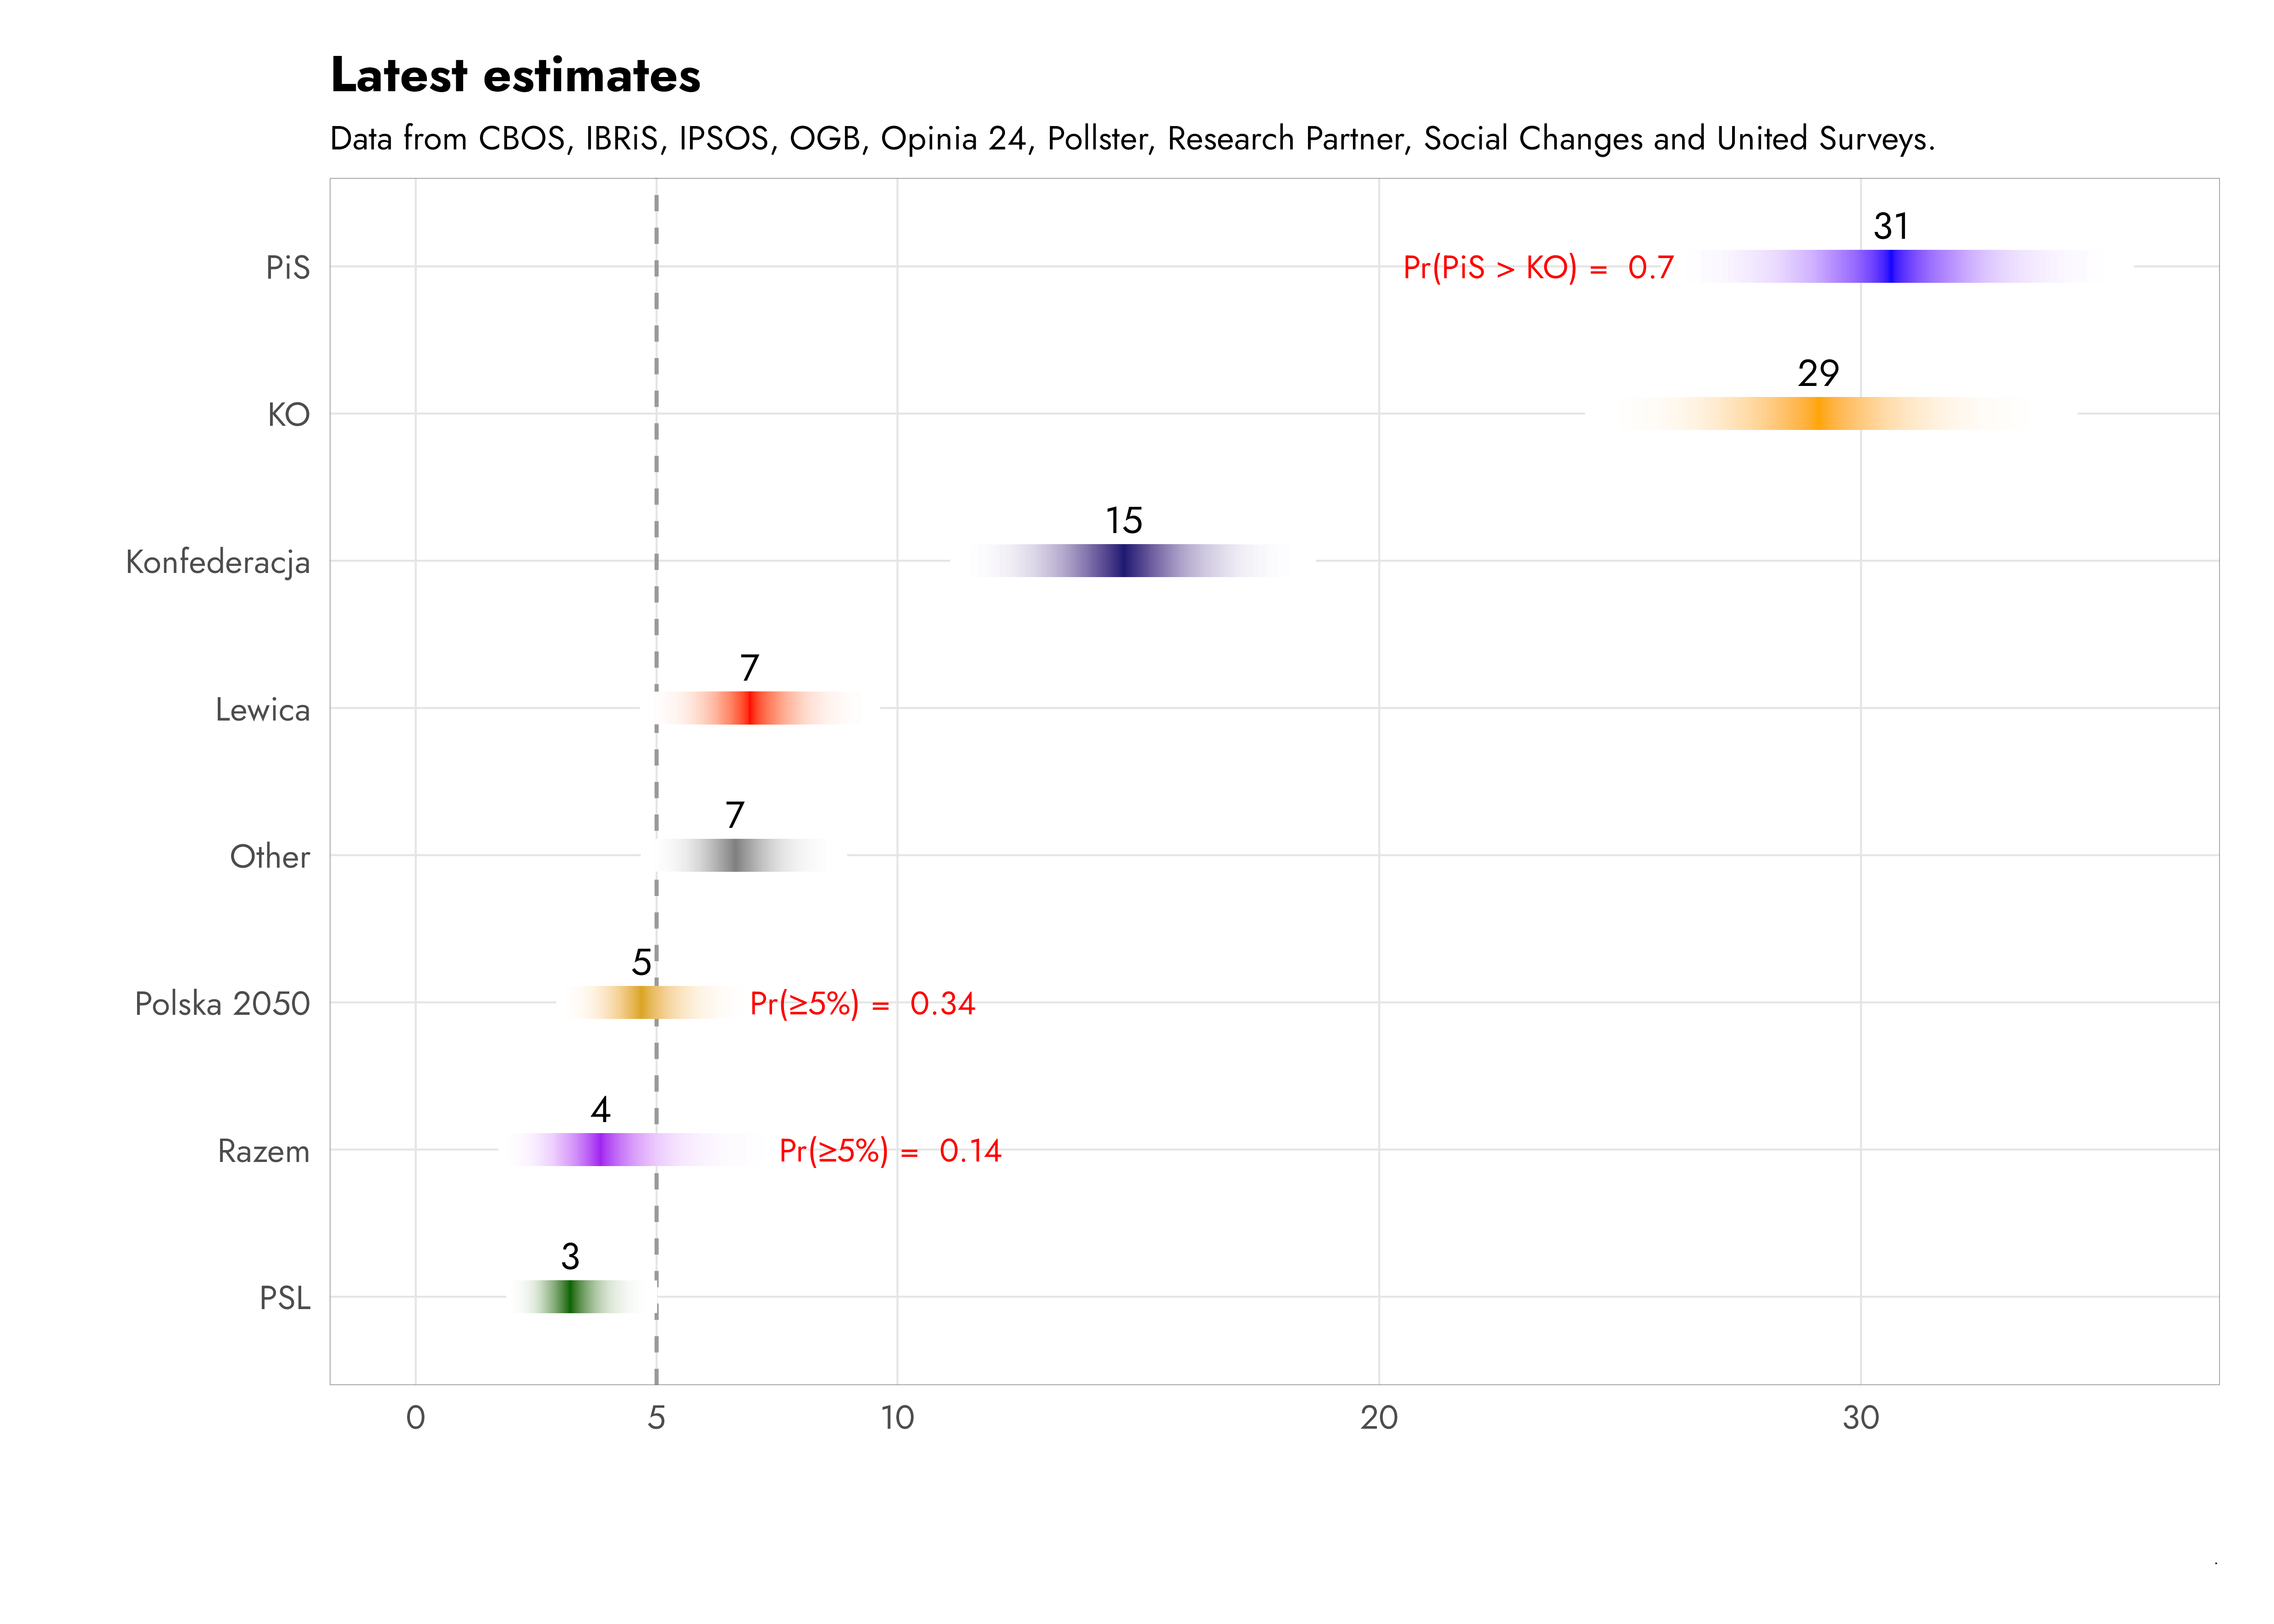 Latest estimates
Data from CBOS, IBRiS, IPSOS, OGB, Opinia 24, Pollster, Research Partner, Social Changes and United Surveys.
31
PiS
Pr(PiS > KO) = 0.7
29
KO
15
Konfederacja
7
Lewica
7
Other
5
Polska 2050
Pr(≥5%) = 0.34
4
Razem
Pr(≥5%) = 0.14
3
PSL
0 5 10 20 30
.